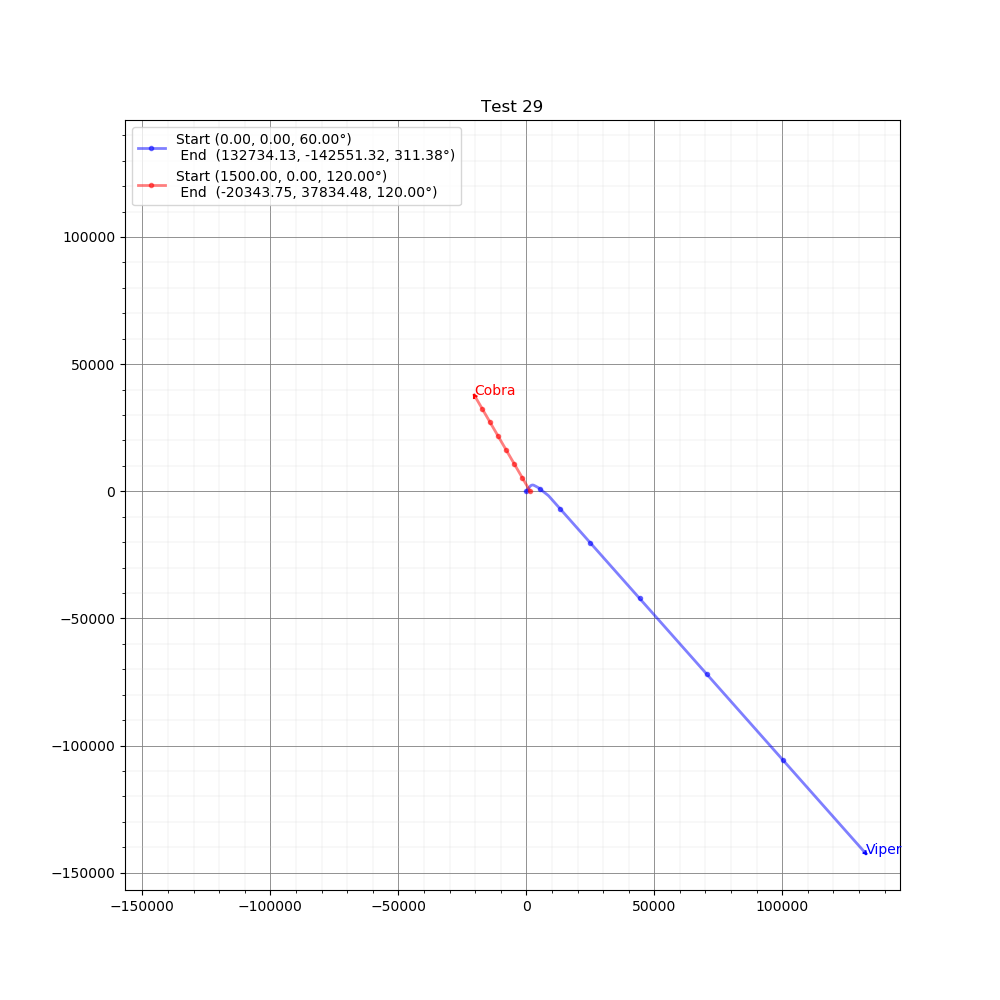 Test 29
Start (0.00, 0.00, 60.00°)
End  (132734.13, -142551.32, 311.38°)
Start (1500.00, 0.00, 120.00°)
End  (-20343.75, 37834.48, 120.00°)
100000
50000
Cobra
0
−50000
−100000
Viper
−150000
−150000 −100000 −50000 0 50000 100000